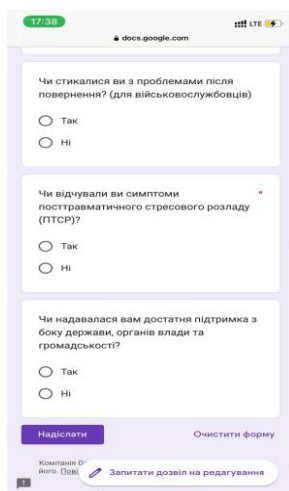 17:38
LTE
docs.google.com
Чи стикалися ви з проблемами після
повернення? (для військовослужбовців)
Так
Ні
Чи відчували ви симптоми *
посттравматичного стресового розладу
(ПТСР)?
Так
Ні
Чи надавалася вам достатня підтримка з
боку держави, органів влади та
громадськості?
Так
Ні
Надіслати Очистити форму
Компанія
його. Пові
Запитати дозвіл на редагування